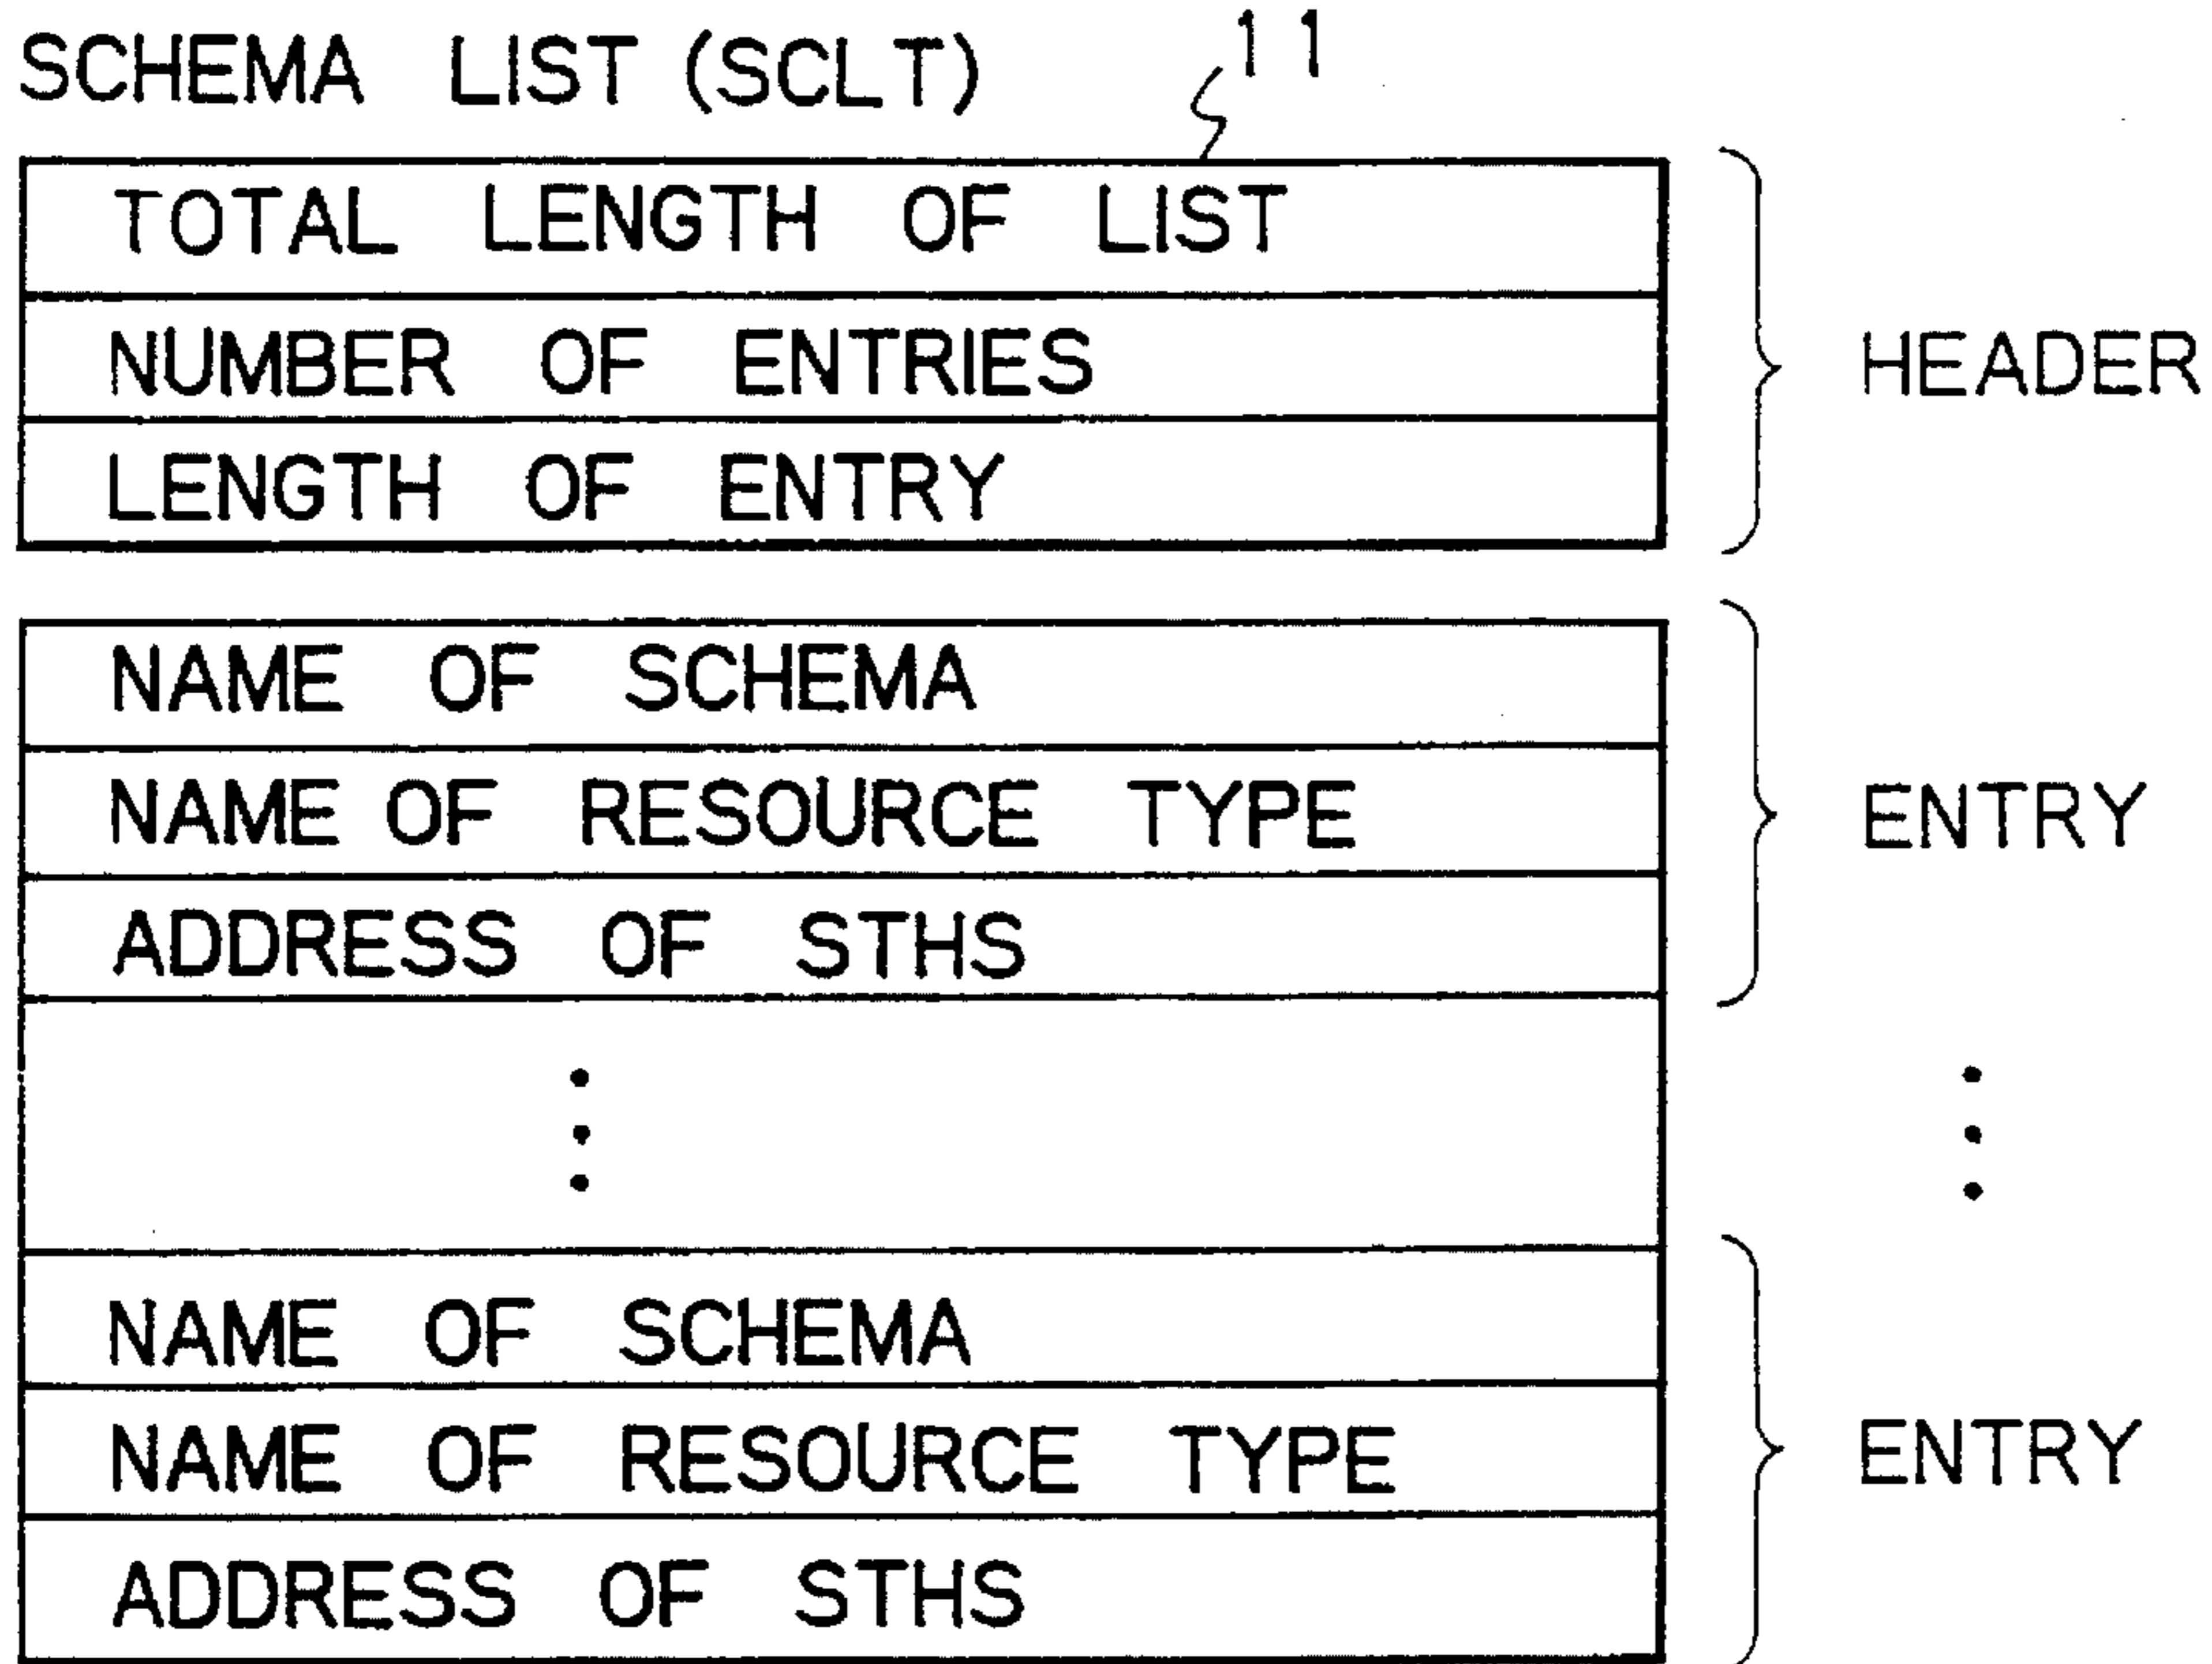 SCHEMA LIST (SCLT) 11
TOTAL LENGTH OF LIST
NUMBER OF ENTRIES
HEADER
LENGTH OF ENTRY
NAME OF SCHEMA
NAME OF RESOURCE TYPE
ENTRY
ADDRESS OF STHS
NAME OF SCHEMA
NAME OF RESOURCE TYPE
ENTRY
ADDRESS OF STHS